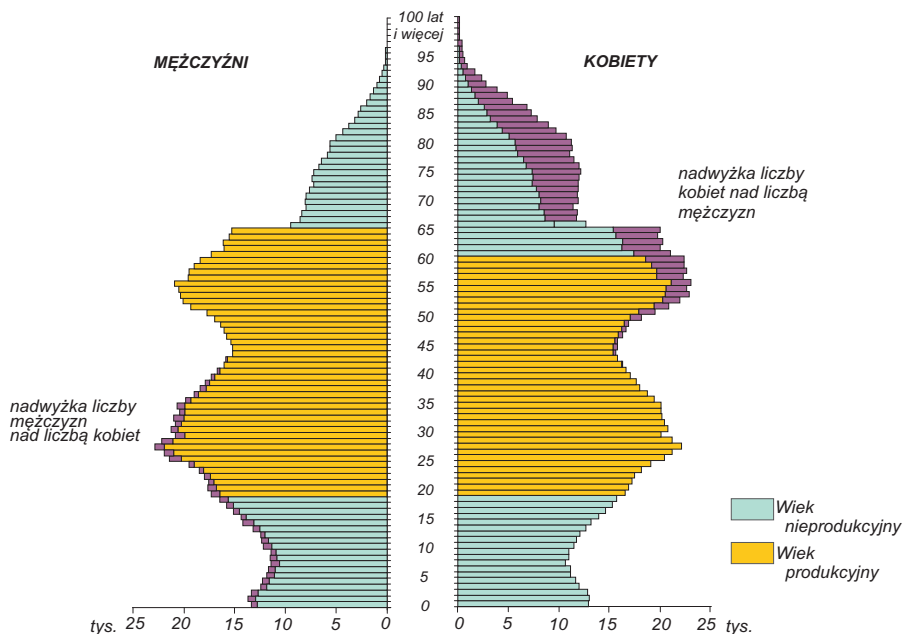 100 lat
i więcej
MĘŻCZYŹNI
KOBIETY
95
90
85
80
75
70
65
60
55
50
45
40
35
30
25
20
15
10
5
0
nadwyżka liczby
kobiet nad liczbą
mężczyzn
nadwyżka liczby
mężczyzn
nad liczbą kobiet
Wiek
nieprodukcyjny
Wiek
produkcyjny
tys. 25 20 15 10 5 0
0 5 10 15 20 25 tys.